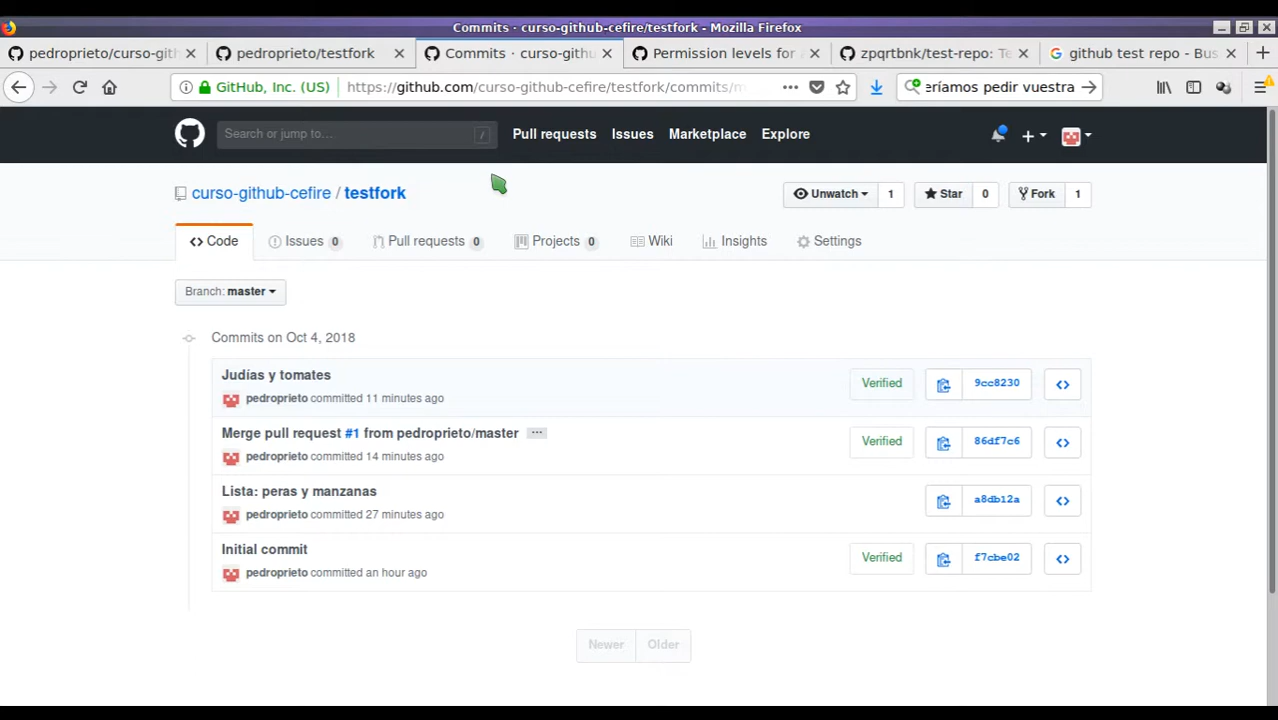 Commits · curso-github-cefire/testfork - Mozilla Firefox
pedroprieto/curso-gith
pedroprieto/testfork
Commits · curso-githu
Permission levels for
zpqrtbnk/test-repo: Te
github test repo - Bus
GitHub, Inc. (US)
https://github.com/curso-github-cefire/testfork/commits/m
eríamos pedir vuestra
Search or jump to…
/
Pull requests
Issues
Marketplace
Explore
curso-github-cefire / testfork
Unwatch 1
Star 0
Fork 1
Code
Issues 0
Pull requests 0
Projects 0
Wiki
Insights
Settings
Branch: master
Commits on Oct 4, 2018
Judías y tomates
pedroprieto committed 11 minutes ago
Verified
9cc8230
Merge pull request #1 from pedroprieto/master …
pedroprieto committed 14 minutes ago
Verified
86df7c6
Lista: peras y manzanas
pedroprieto committed 27 minutes ago
a8db12a
Initial commit
pedroprieto committed an hour ago
Verified
f7cbe02
Newer
Older